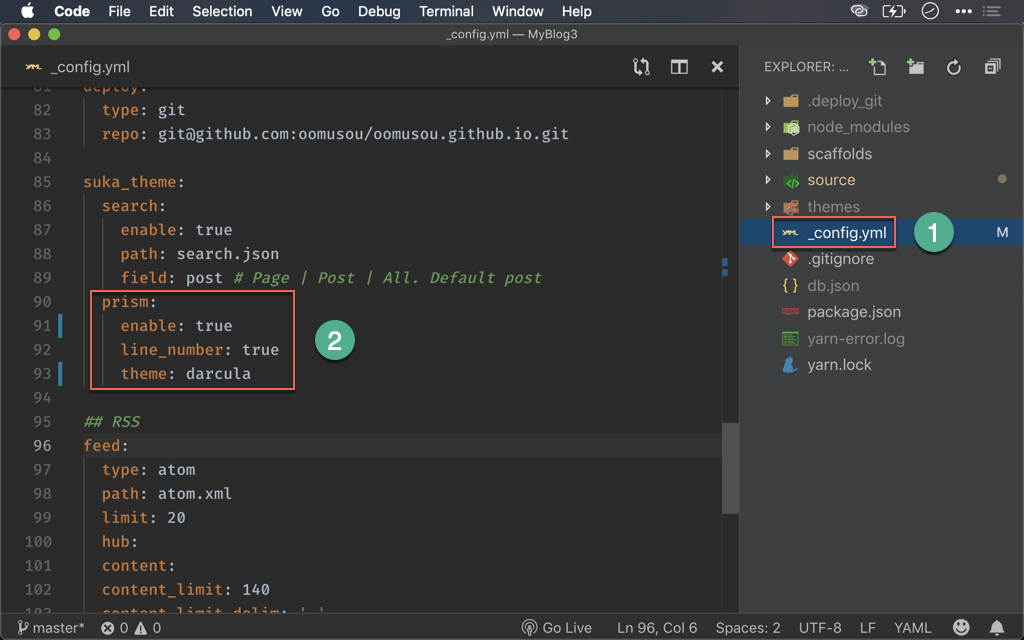 Code File Edit Selection View Go Debug Terminal Window Help
_config.yml — MyBlog3
_config.yml
EXPLORER: ...
81 deploy:
82 type: git
83 repo: git@github.com:oomusou/oomusou.github.io.git
84
85 suka_theme:
86 search:
87 enable: true
88 path: search.json
89 field: post # Page | Post | All. Default post
90 prism:
91 enable: true
92 line_number: true
93 theme: darcula
94
95 ## RSS
96 feed:
97 type: atom
98 path: atom.xml
99 limit: 20
100 hub:
101 content:
102 content_limit: 140
103 content_limit_delim: ' '
2
.deploy_git
node_modules
scaffolds
source
themes
_config.yml M
1
.gitignore
db.json
package.json
yarn-error.log
yarn.lock
master* 0 0 Go Live Ln 96, Col 6 Spaces: 2 UTF-8 LF YAML